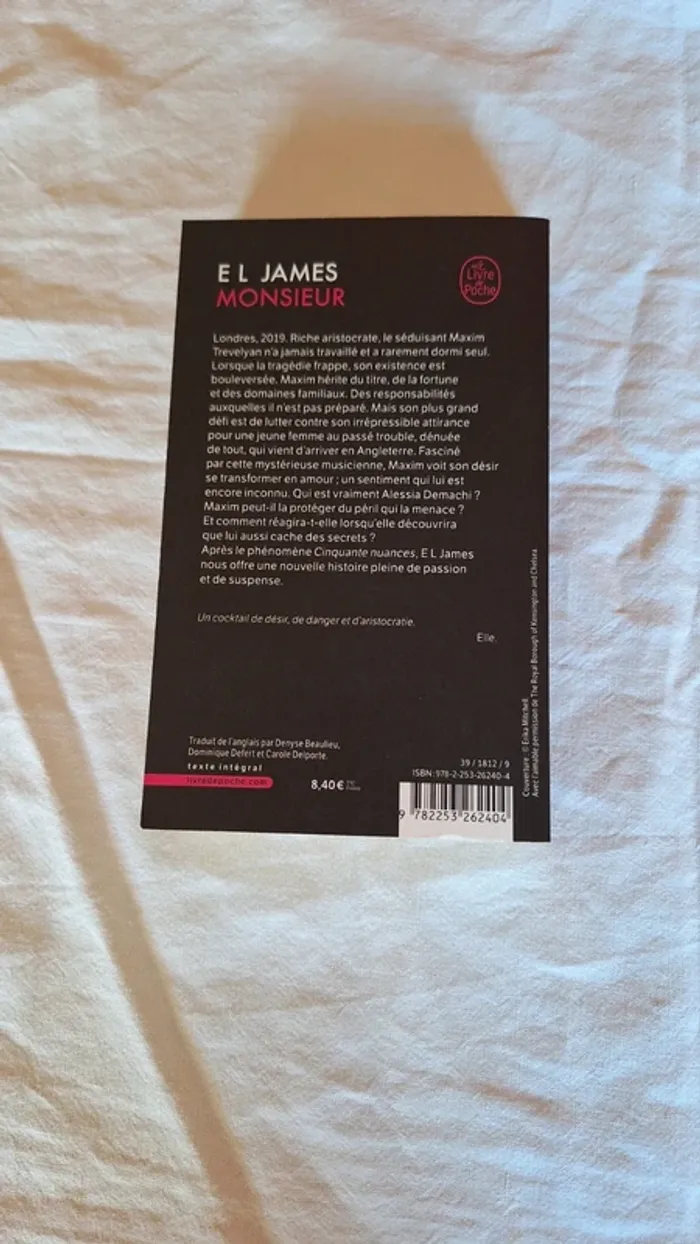 E L JAMES
MONSIEUR
Le
Livre
de
Poche
Londres, 2019. Riche aristocrate, le séduisant Maxim
Trevelyan n'a jamais travaillé et a rarement dormi seul.
Lorsque la tragédie frappe, son existence est
bouleversée. Maxim hérite du titre, de la fortune
et des domaines familiaux. Des responsabilités
auxquelles il n'est pas préparé. Mais son plus grand
défi est de lutter contre son irrépressible attirance
pour une jeune femme au passé trouble, dénuée
de tout, qui vient d'arriver en Angleterre. Fasciné
par cette mystérieuse musicienne, Maxim voit son désir
se transformer en amour ; un sentiment qui lui est
encore inconnu. Qui est vraiment Alessia Demachi ?
Maxim peut-il la protéger du péril qui la menace ?
Et comment réagira-t-elle lorsqu'elle découvrira
que lui aussi cache des secrets ?
Après le phénomène Cinquante nuances, E L James
nous offre une nouvelle histoire pleine de passion
et de suspense.
Un cocktail de désir, de danger et d'aristocratie.
Elle.
Traduit de l'anglais par Denyse Beaulieu,
Dominique Defert et Carole Delporte.
texte intégral
livredepoche.com
8,40 €
39 / 1812 / 9
ISBN : 978-2-253-26240-4
9 782253 262404
Couverture : © Erika Mitchell.
Avec l'aimable permission de The Royal Borough of Kensington and Chelsea